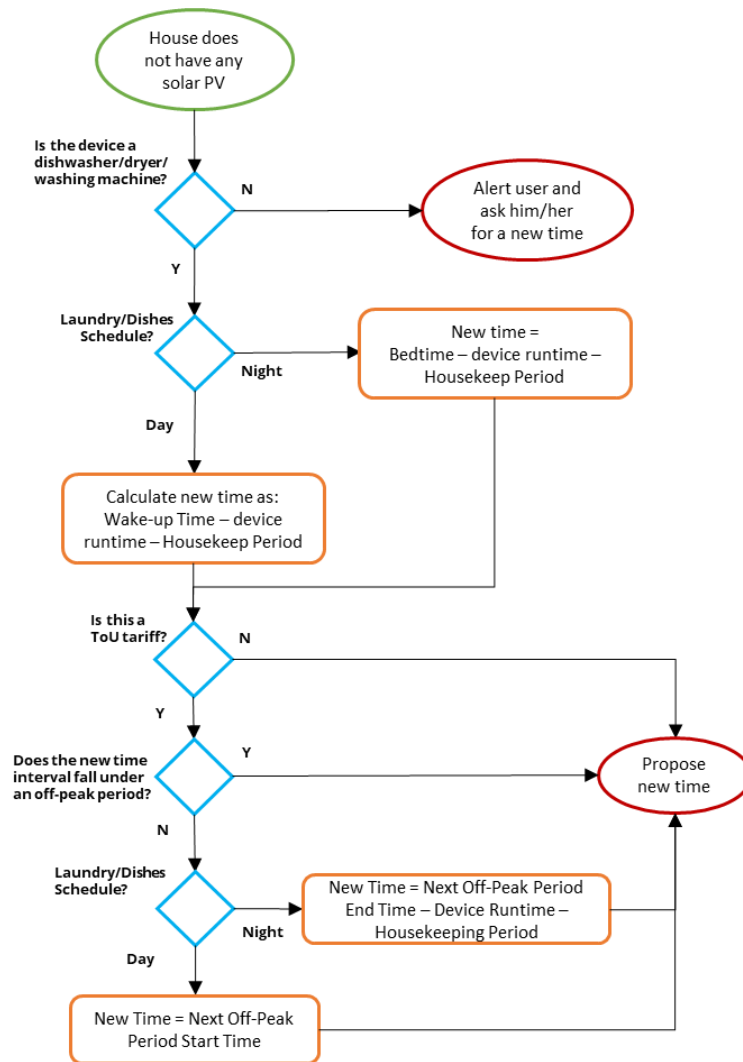 House does
not have any
solar PV
Is the device a
dishwasher/dryer/
washing machine?
N
Alert user and
ask him/her
for a new time
Y
Laundry/Dishes
Schedule?
Night
New time =
Bedtime – device runtime –
Housekeep Period
Day
Calculate new time as:
Wake-up Time – device
runtime – Housekeep Period
Is this a
ToU tariff?
N
Y
Does the new time
interval fall under
an off-peak period?
Y
Propose
new time
N
Laundry/Dishes
Schedule?
Night
New Time = Next Off-Peak Period
End Time – Device Runtime –
Housekeeping Period
Day
New Time = Next Off-Peak
Period Start Time